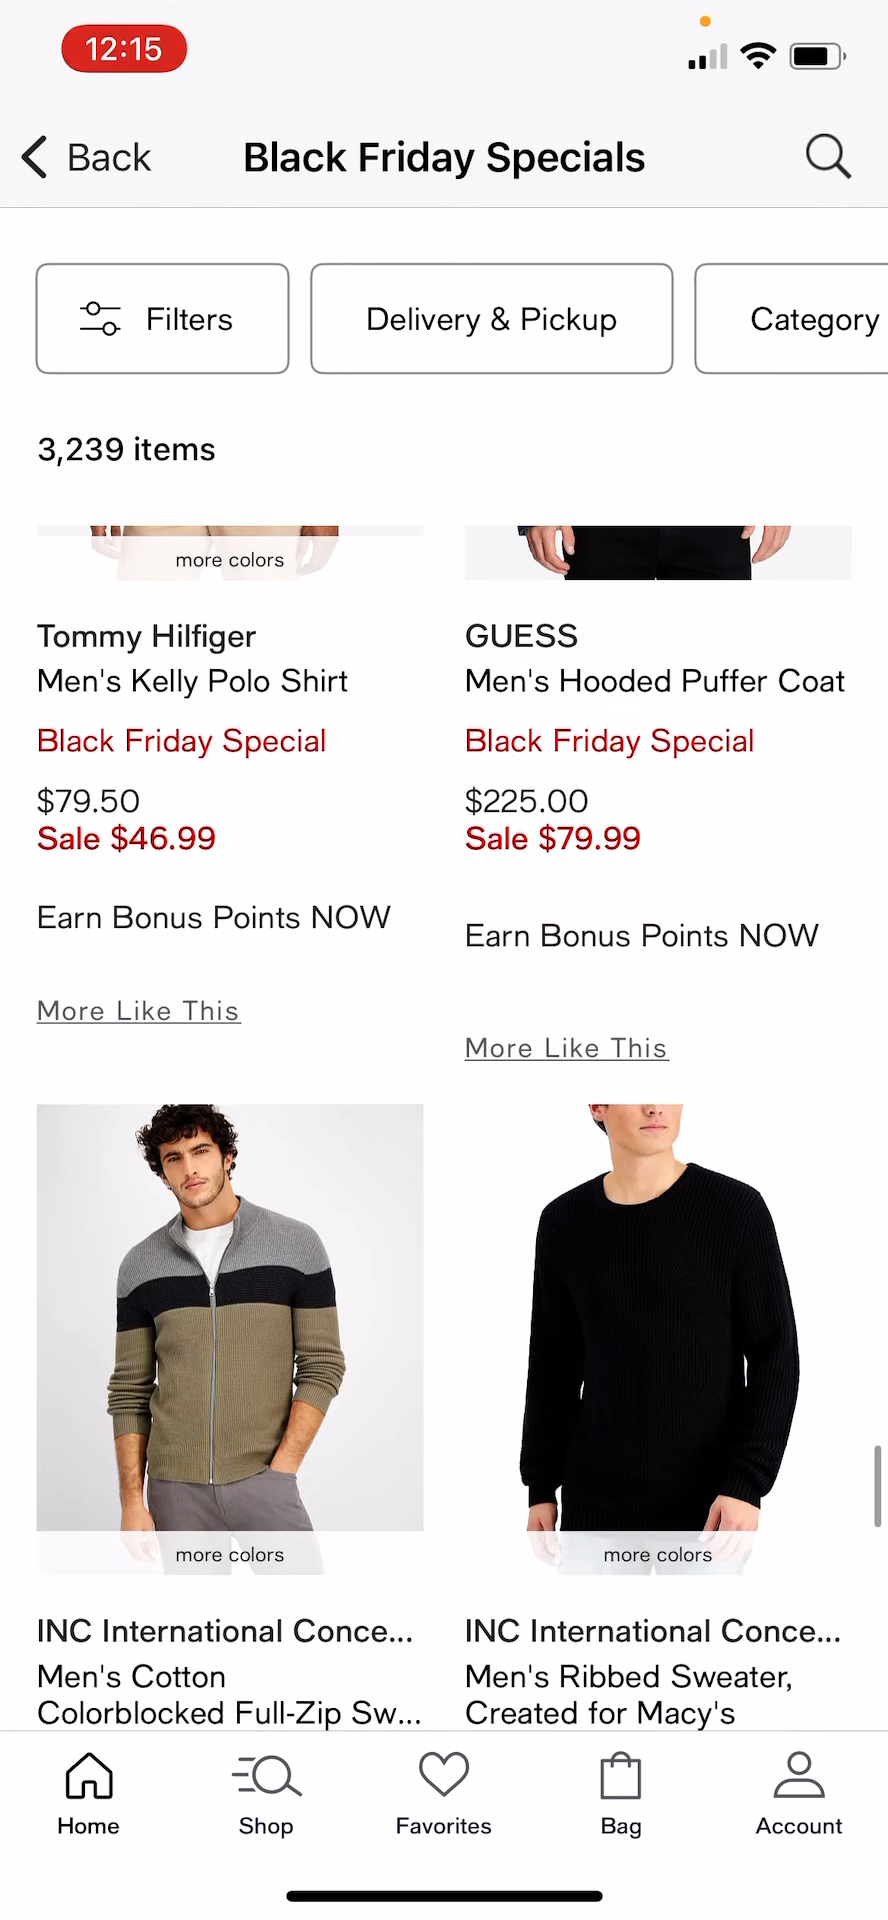 12:15
Back
Black Friday Specials
Filters
Delivery & Pickup
Category
3,239 items
more colors
Tommy Hilfiger
Men's Kelly Polo Shirt
Black Friday Special
$79.50
Sale $46.99
Earn Bonus Points NOW
More Like This
GUESS
Men's Hooded Puffer Coat
Black Friday Special
$225.00
Sale $79.99
Earn Bonus Points NOW
More Like This
more colors
INC International Conce...
Men's Cotton
Colorblocked Full-Zip Sw...
more colors
INC International Conce...
Men's Ribbed Sweater,
Created for Macy's
Home
Shop
Favorites
Bag
Account